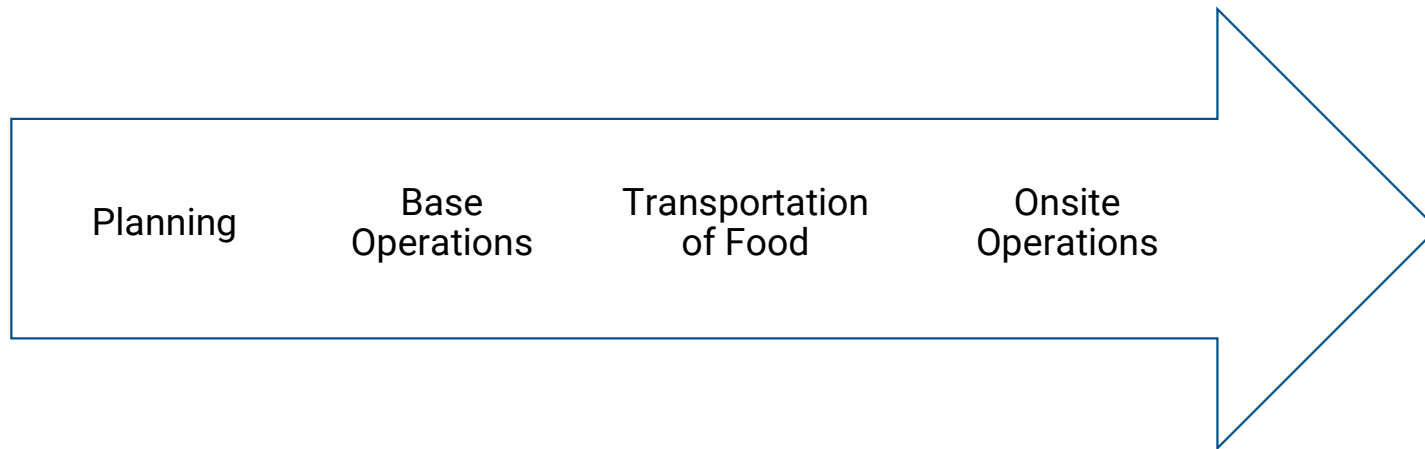 Planning
Base
Operations
Transportation
of Food
Onsite
Operations